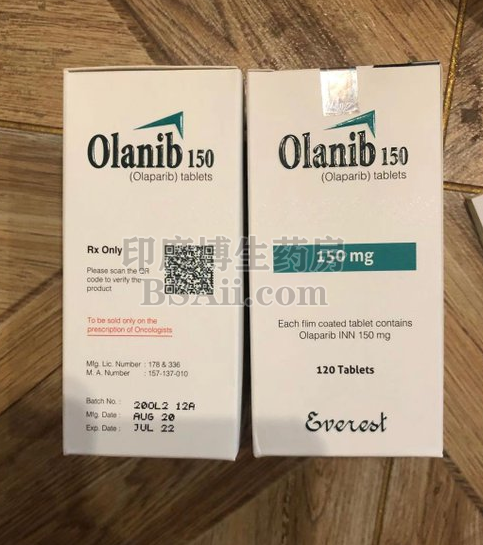 Olanib 150
(Olaparib) tablets
Rx Only
Please scan the QR
code to verify the
product
To be sold only on the
prescription of Oncologists
Mfg. Lic. Number : 178 & 336
M. A. Number : 157-137-010
Batch No. : 20OL2 12A
Mfg. Date : AUG 20
Exp. Date : JUL 22
Olanib 150
(Olaparib) tablets
150 mg
Each flim coated tablet contains
Olaparib INN 150 mg
120 Tablets
Everest
印度博生药房
BSAii.com